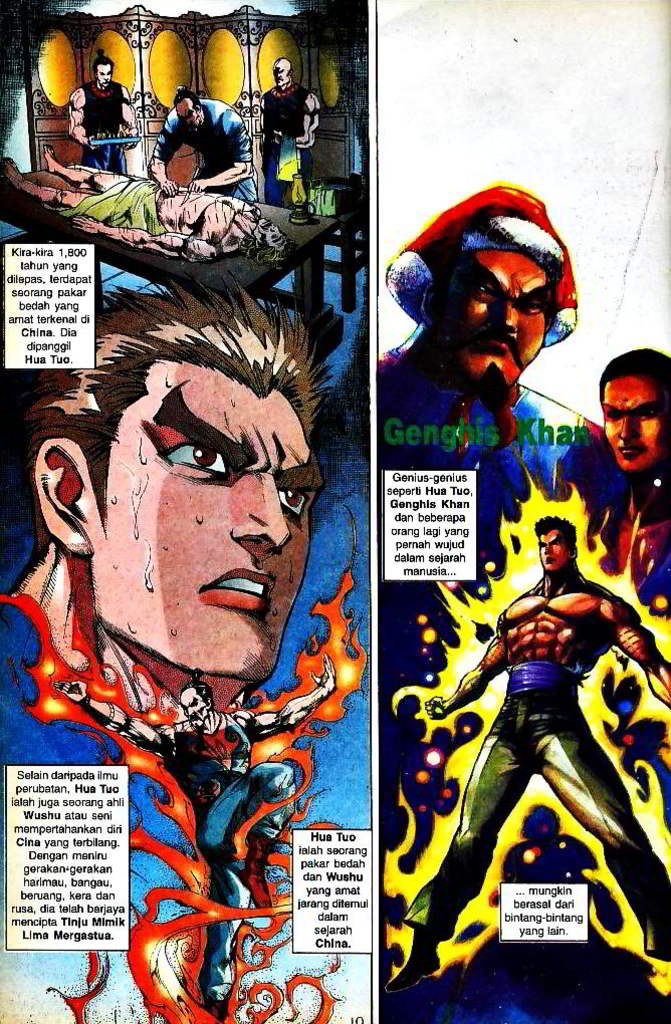 Kira-kira 1,800
tahun yang
dilepas, terdapat
seorang pakar
bedah yang
amat terkenal di
China. Dia
dipanggil
Hua Tuo.
Selain daripada ilmu
perubatan, Hua Tuo
ialah juga seorang ahli
Wushu atau seni
mempertahankan diri
Cina yang terbilang.
Dengan meniru
gerakan-gerakan
harimau, bangau,
beruang, kera dan
rusa, dia telah berjaya
mencipta Tinju Mimik
Lima Mergastua.
Hua Tuo
ialah seorang
pakar bedah
dan Wushu
yang amat
jarang ditemui
dalam
sejarah
China.
10
Genghis Khan
Genius-genius
seperti Hua Tuo,
Genghis Khan
dan beberapa
orang lagi yang
pernah wujud
dalam sejarah
manusia...
... mungkin
berasal dari
bintang-bintang
yang lain.